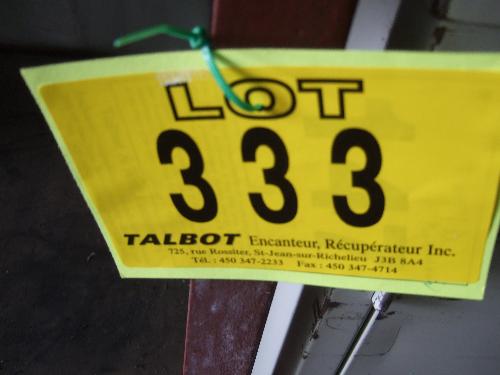 LOT
333
TALBOT Encanteur, Récupérateur Inc.
725, rue Rossiter, St-Jean-sur-Richelieu J3B 8A4
Tél. : 450 347-2233 Fax : 450 347-4714